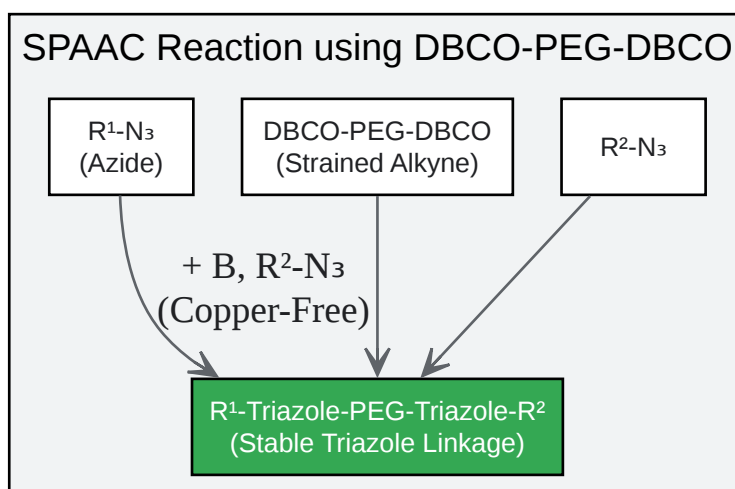 SPAAC Reaction using DBCO-PEG-DBCO
R¹-N₃
(Azide)
DBCO-PEG-DBCO
(Strained Alkyne)
R²-N₃
+ B, R²-N₃
(Copper-Free)
R¹-Triazole-PEG-Triazole-R²
(Stable Triazole Linkage)